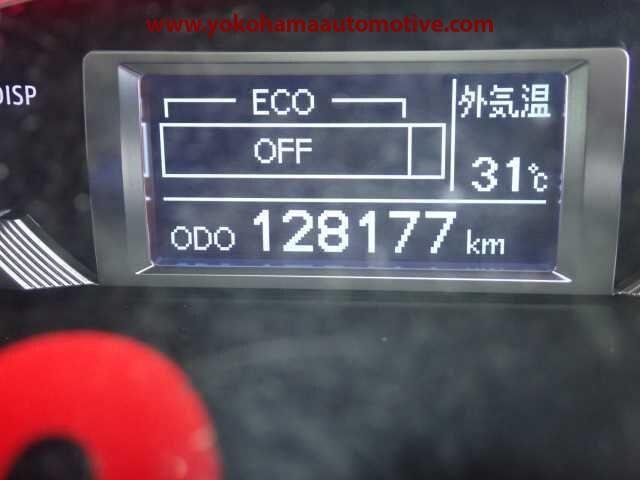 www.yokohamaautomotive.com
DISP
ECO
外気温
OFF
31℃
ODO 128177 km